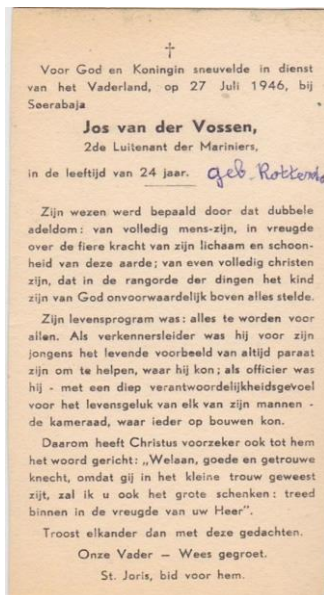 Voor God en Koningin sneuvelde in dienst
van het Vaderland, op 27 Juli 1946, bij
Soerabaja
Jos van der Vossen,
2de Luitenant der Mariniers,
in de leeftijd van 24 jaar. geb.
Zijn wezen werd bepaald door dat dubbele
adeldom: van volledig mens-zijn, in vreugde
over de fiere kracht van zijn lichaam en schoon-
heid van deze aarde; van even volledig christen
zijn, dat in de rangorde der dingen het kind
zijn van God onvoorwaardelijk boven alles stelde.
Zijn levensprogram was: alles te worden voor
allen. Als verkennersleider was hij voor zijn
jongens het levende voorbeeld van altijd paraat
zijn om te helpen, waar hij kon; als officier was
hij - met een diep verantwoordelijkheidsgevoel
voor het levensgeluk van elk van zijn mannen -
de kameraad, waar ieder op bouwen kon.
Daarom heeft Christus voorzeker ook tot hem
het woord gericht: „Welaan, goede en getrouwe
knecht, omdat gij in het kleine trouw geweest
zijt, zal ik u ook het grote schenken: treed
binnen in de vreugde van uw Heer".
Troost elkander dan met deze gedachten.
Onze Vader — Wees gegroet.
St. Joris, bid voor hem.